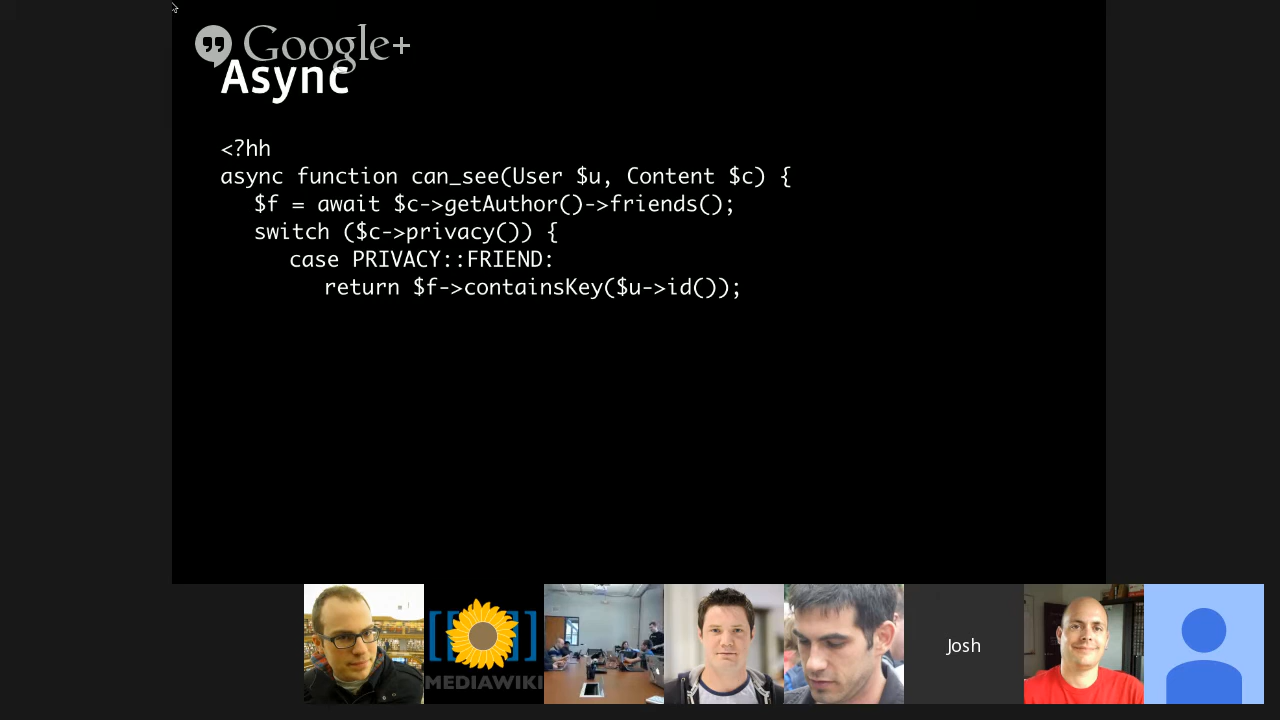 Google+
Async
<?hh
async function can_see(User $u, Content $c) {
$f = await $c->getAuthor()->friends();
switch ($c->privacy()) {
case PRIVACY::FRIEND:
return $f->containsKey($u->id());
[[ ]]
MEDIAWIKI
Josh